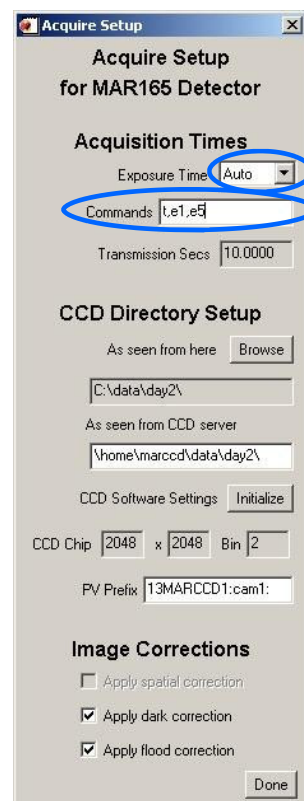 Acquire Setup
Acquire Setup
for MAR165 Detector
Acquisition Times
Exposure Time Auto
Commands t,e1,e5
Transmission Secs 10.0000
CCD Directory Setup
As seen from here Browse
C:\data\day2\
As seen from CCD server
\home\marccd\data\day2\
CCD Software Settings Initialize
CCD Chip 2048 x 2048 Bin 2
PV Prefix 13MARCCD1:cam1:
Image Corrections
Apply spatial correction
Apply dark correction
Apply flood correction
Done